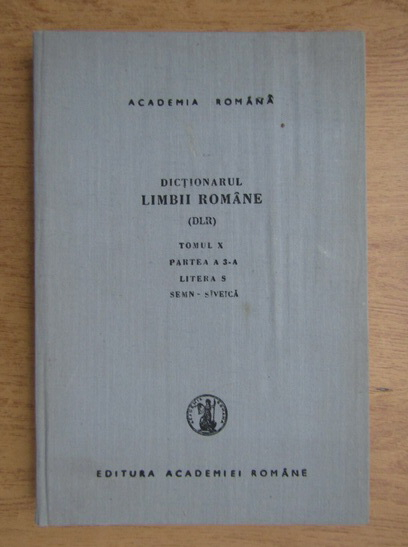 ACADEMIA ROMÂNĂ
DICȚIONARUL
LIMBII ROMÂNE
(DLR)
TOMUL X
PARTEA A 3-A
LITERA S
SEMN - SÎVEICĂ
EDITURA ACADEMIEI ROMÂNE